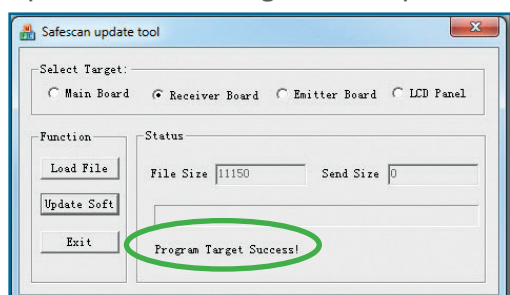 Safescan update tool
Select Target:
Main Board Receiver Board Emitter Board LCD Panel
Function Status
Load File File Size 11150 Send Size 0
Update Soft
Exit Program Target Success!